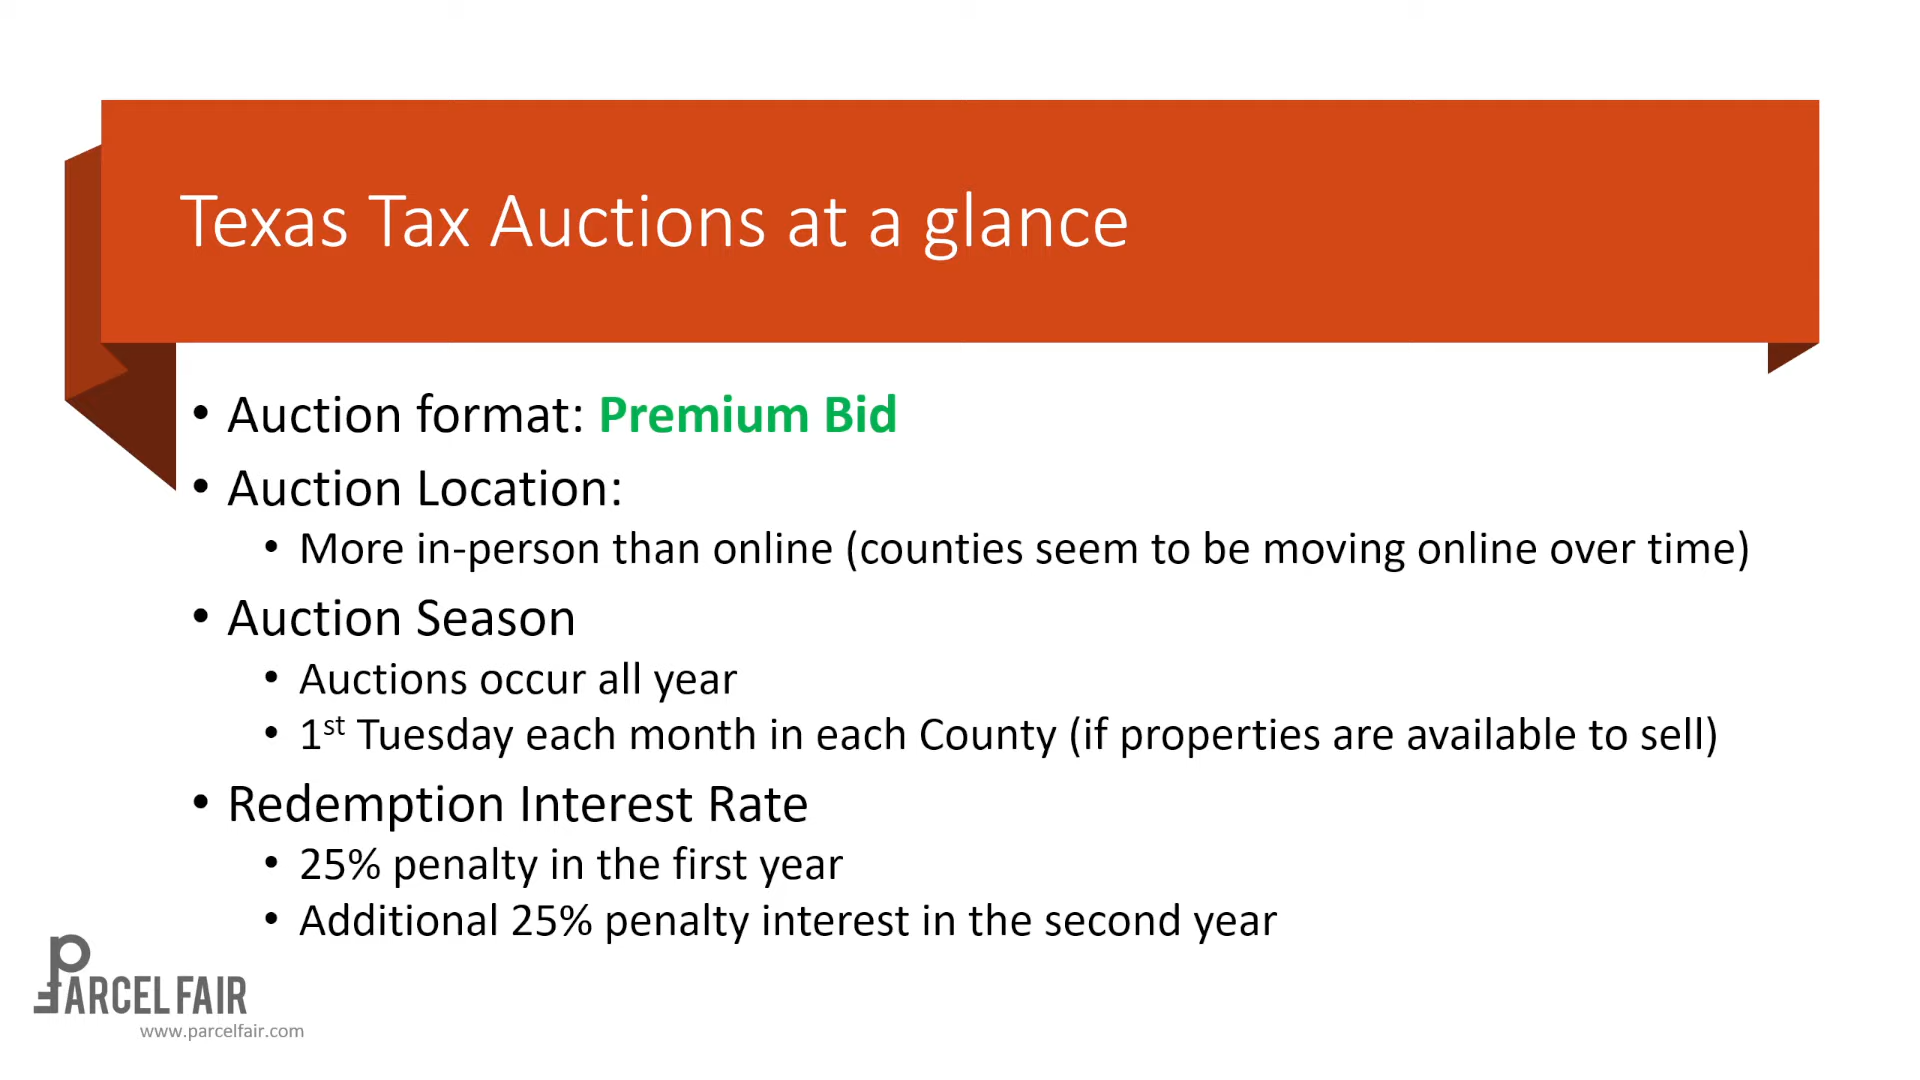 Texas Tax Auctions at a glance
• Auction format: Premium Bid
• Auction Location:
• More in-person than online (counties seem to be moving online over time)
• Auction Season
• Auctions occur all year
• 1st Tuesday each month in each County (if properties are available to sell)
• Redemption Interest Rate
• 25% penalty in the first year
• Additional 25% penalty interest in the second year
PARCEL FAIR
www.parcelfair.com